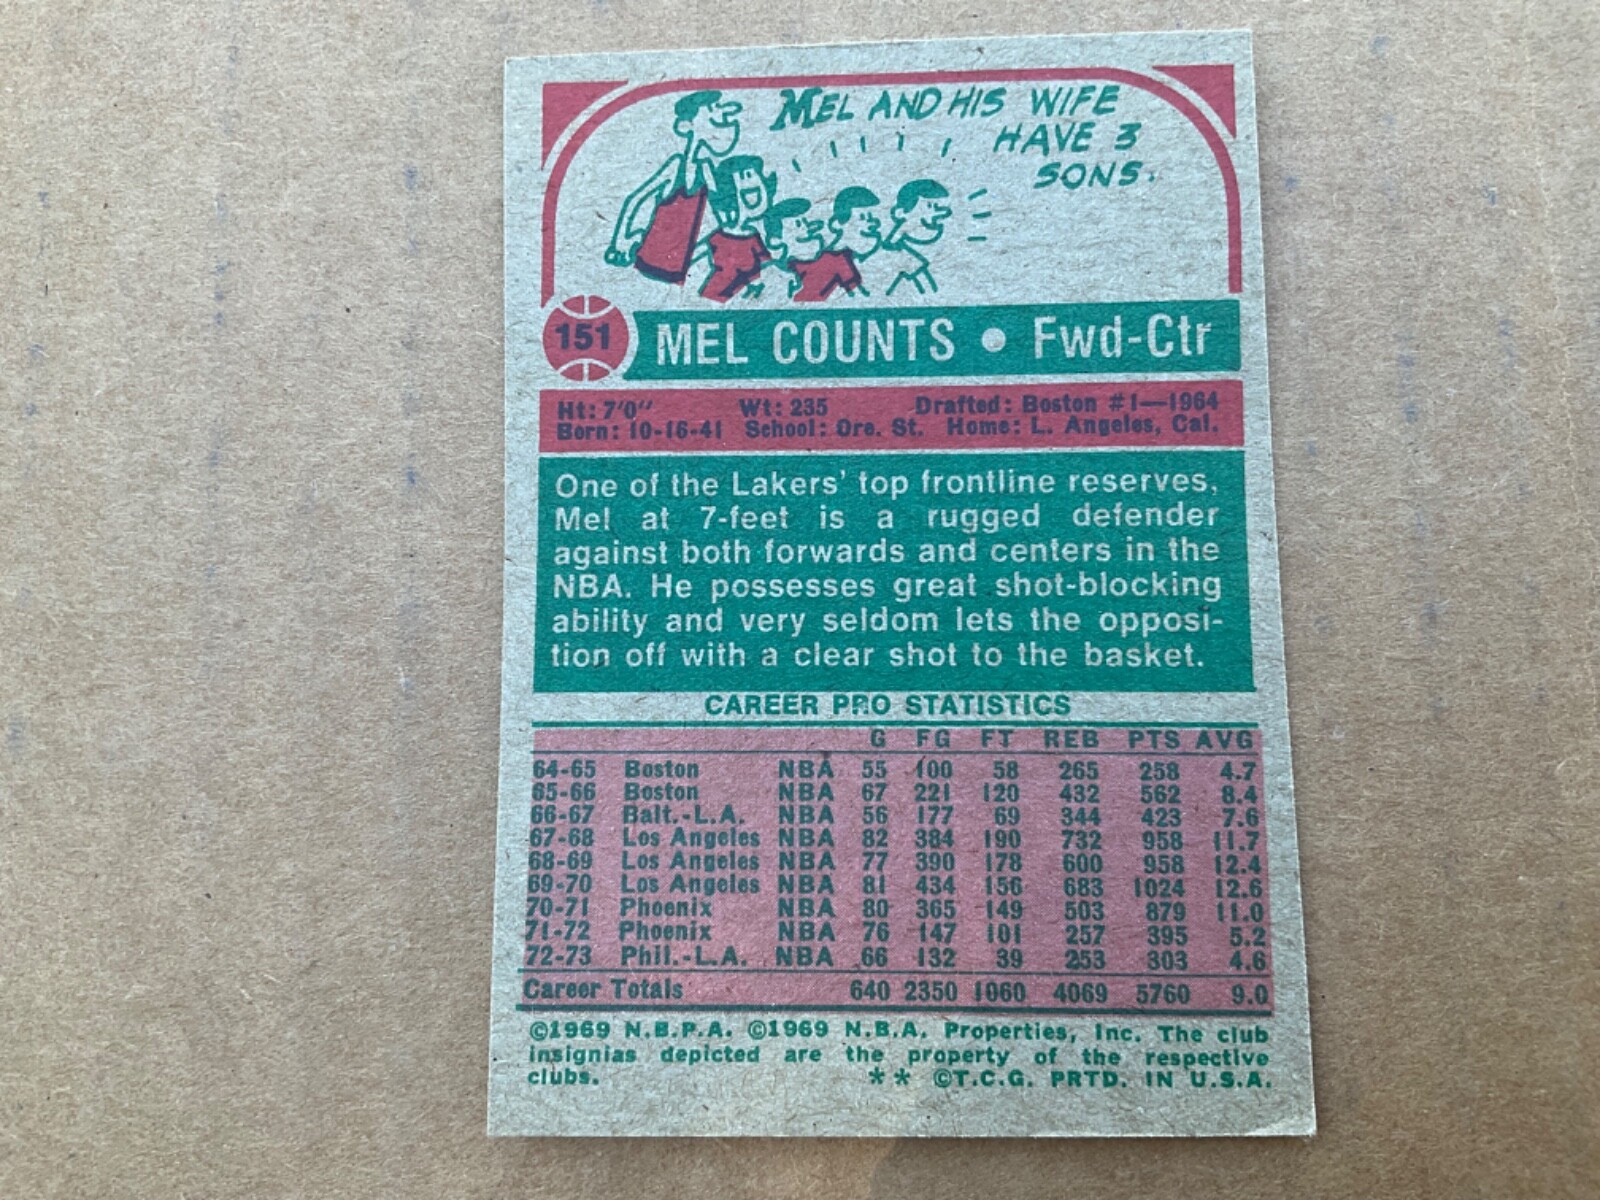 MEL AND HIS WIFE
HAVE 3
SONS.
151 MEL COUNTS • Fwd-Ctr
Ht: 7'0" Wt: 235 Drafted: Boston #1—1964
Born: 10-16-41 School: Ore. St. Home: L. Angeles, Cal.
One of the Lakers' top frontline reserves,
Mel at 7-feet is a rugged defender
against both forwards and centers in the
NBA. He possesses great shot-blocking
ability and very seldom lets the opposi-
tion off with a clear shot to the basket.
CAREER PRO STATISTICS
G FG FT REB PTS AVG
64-65 Boston NBA 55 100 58 265 258 4.7
65-66 Boston NBA 67 221 120 432 562 8.4
66-67 Balt.-L.A. NBA 56 177 69 344 423 7.6
67-68 Los Angeles NBA 82 384 190 732 958 11.7
68-69 Los Angeles NBA 77 390 178 600 958 12.4
69-70 Los Angeles NBA 81 434 156 683 1024 12.6
70-71 Phoenix NBA 80 365 149 503 879 11.0
71-72 Phoenix NBA 76 147 101 257 395 5.2
72-73 Phil.-L.A. NBA 66 132 39 253 303 4.6
Career Totals 640 2350 1060 4069 5760 9.0
©1969 N.B.P.A. ©1969 N.B.A. Properties, Inc. The club
insignias depicted are the property of the respective
clubs. ** ©T.C.G. PRTD. IN U.S.A.